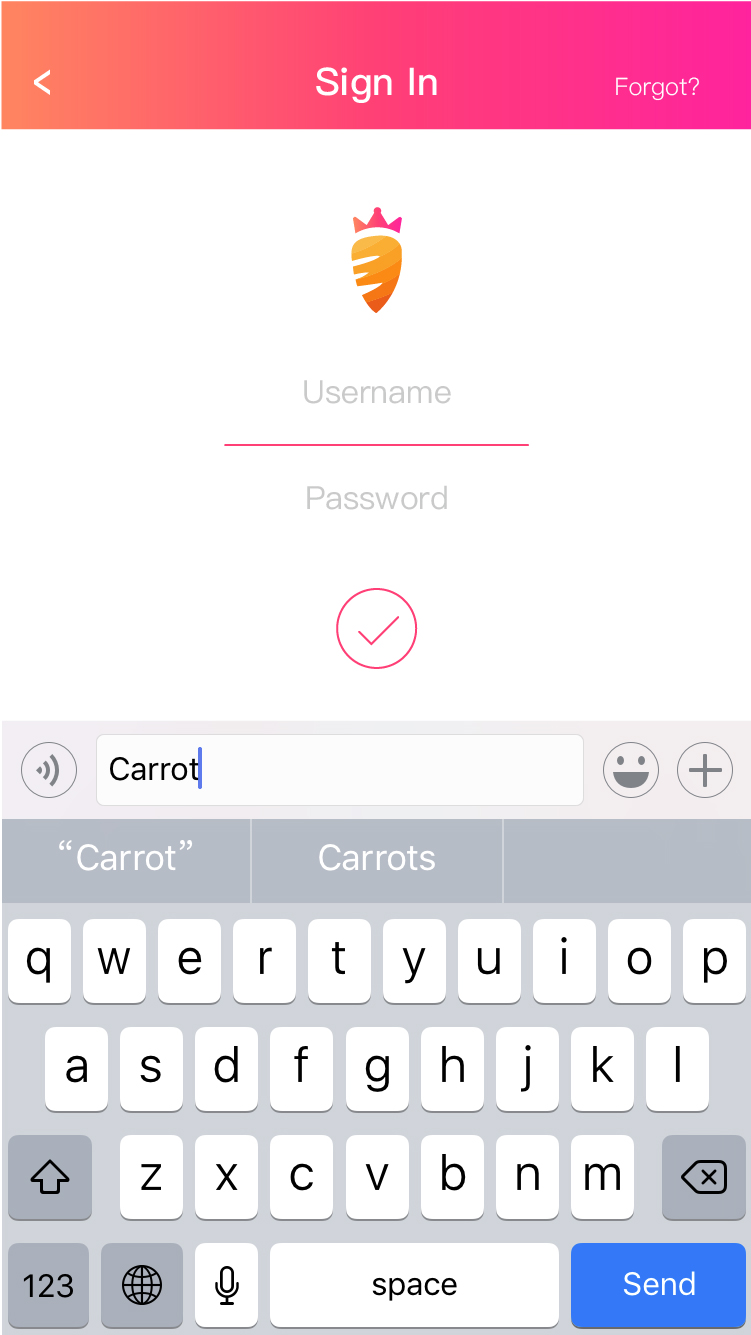 Sign In Forgot?
Username
Password
Carrot
“Carrot” Carrots
q w e r t y u i o p
a s d f g h j k l
z x c v b n m
123 space Send